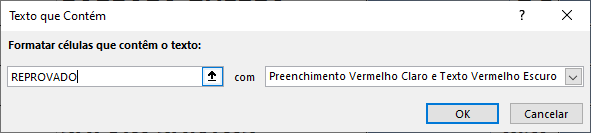 Texto que Contém
Formatar células que contêm o texto:
REPROVADO com Preenchimento Vermelho Claro e Texto Vermelho Escuro
OK Cancelar